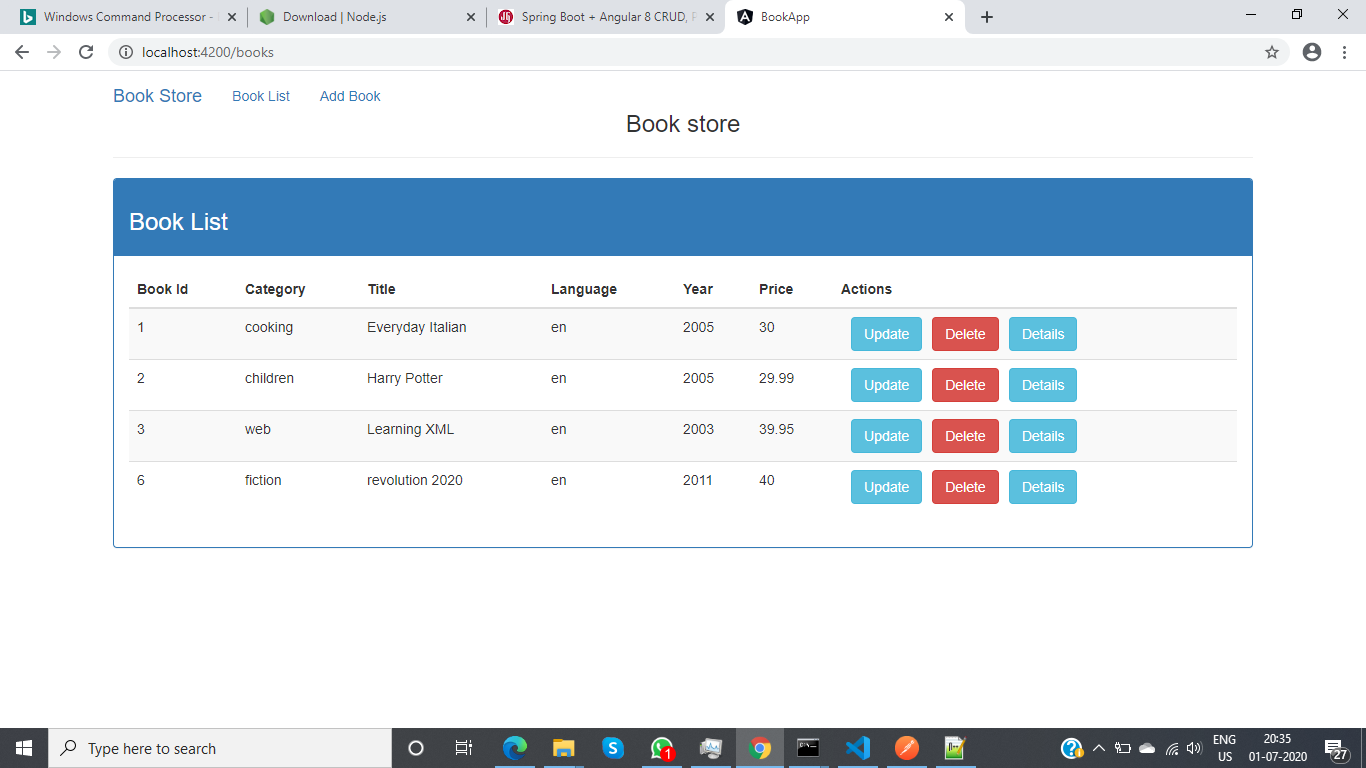 Windows Command Processor -
Download | Node.js
Spring Boot + Angular 8 CRUD,
BookApp
localhost:4200/books
Book Store Book List Add Book
Book store
Book List
Book Id Category Title Language Year Price Actions
1 cooking Everyday Italian en 2005 30 Update Delete Details
2 children Harry Potter en 2005 29.99 Update Delete Details
3 web Learning XML en 2003 39.95 Update Delete Details
6 fiction revolution 2020 en 2011 40 Update Delete Details
Type here to search
1
ENG
US
20:35
01-07-2020
27